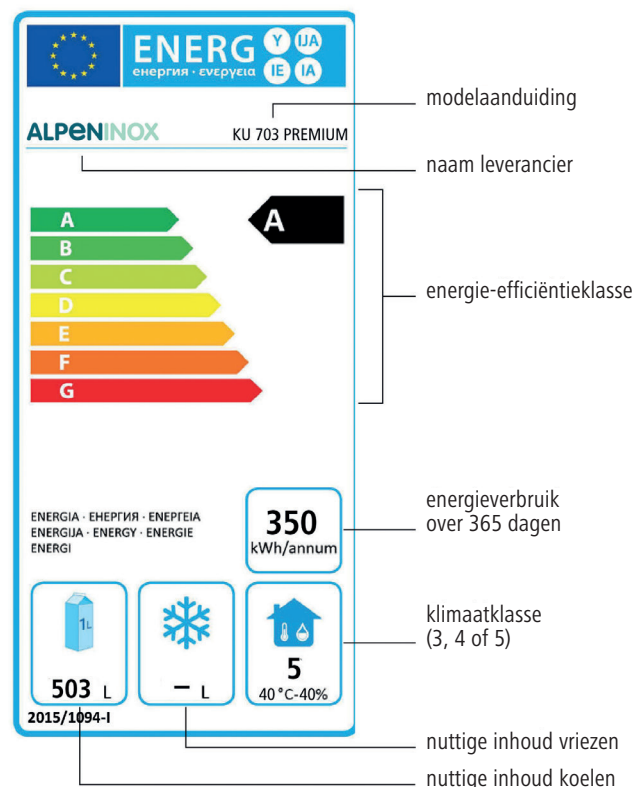 ENERG Y IJA
енергия · ενεργεια IE IA
modelaanduiding
ALPENINOX KU 703 PREMIUM
naam leverancier
A A
B
C
D
E
F
G
energie-efficiëntieklasse
ENERGIA · ЕНЕРГИЯ · ΕΝΕΡΓΕΙΑ
ENERGIJA · ENERGY · ENERGIE
ENERGI
350
kWh/annum
energieverbruik
over 365 dagen
1L
503 L
– L
5
40°C-40%
klimaatklasse
(3, 4 of 5)
2015/1094-I
nuttige inhoud vriezen
nuttige inhoud koelen